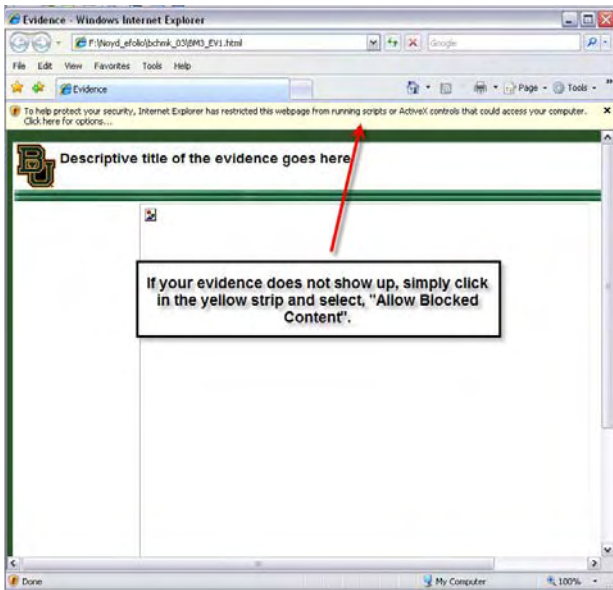 Evidence - Windows Internet Explorer
F:\Noyd_efolio\bchmk_03\BM3_EV1.html
Google
File Edit View Favorites Tools Help
Evidence
Page
Tools
To help protect your security, Internet Explorer has restricted this webpage from running scripts or ActiveX controls that could access your computer.
Click here for options...
BU
Descriptive title of the evidence goes here
If your evidence does not show up, simply click
in the yellow strip and select, "Allow Blocked
Content".
Done
My Computer
100%